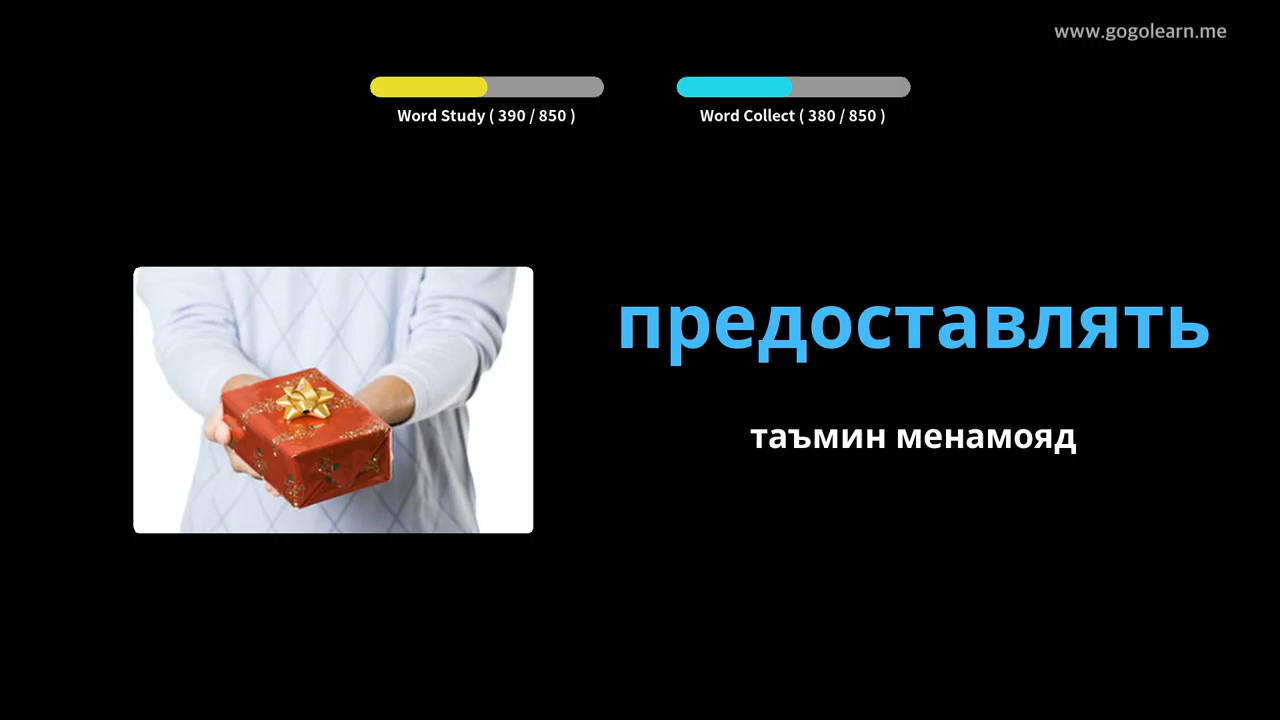 www.gogolearn.me
Word Study ( 390 / 850 )
Word Collect ( 380 / 850 )
предоставлять
таъмин менамояд